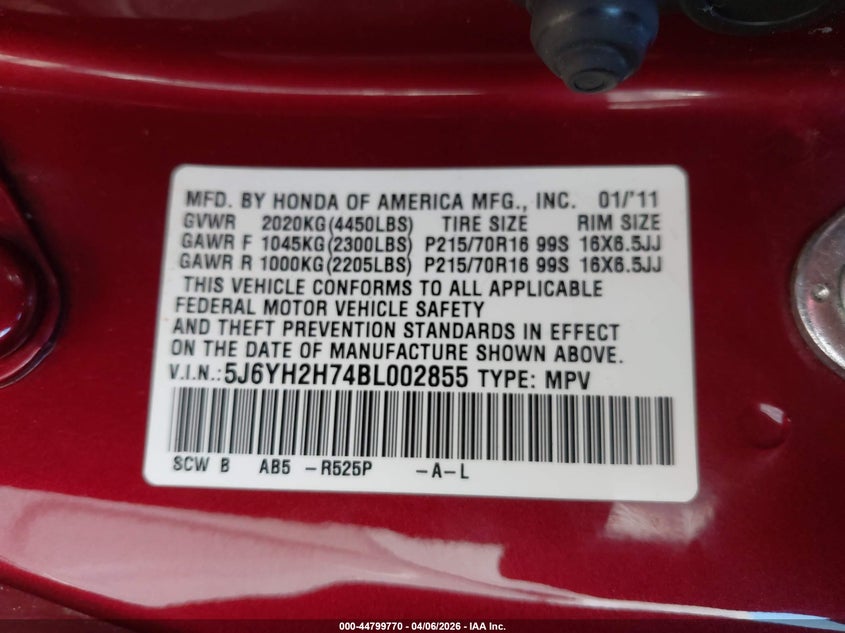 MFD. BY HONDA OF AMERICA MFG., INC. 01/'11
GVWR 2020KG(4450LBS) TIRE SIZE RIM SIZE
GAWR F 1045KG(2300LBS) P215/70R16 99S 16X6.5JJ
GAWR R 1000KG(2205LBS) P215/70R16 99S 16X6.5JJ
THIS VEHICLE CONFORMS TO ALL APPLICABLE
FEDERAL MOTOR VEHICLE SAFETY
AND THEFT PREVENTION STANDARDS IN EFFECT
ON THE DATE OF MANUFACTURE SHOWN ABOVE.
V.I.N.: 5J6YH2H74BL002855 TYPE: MPV
SCW B AB5 -R525P -A-L
000-44799770 | 04/06/2026 - IAA Inc.